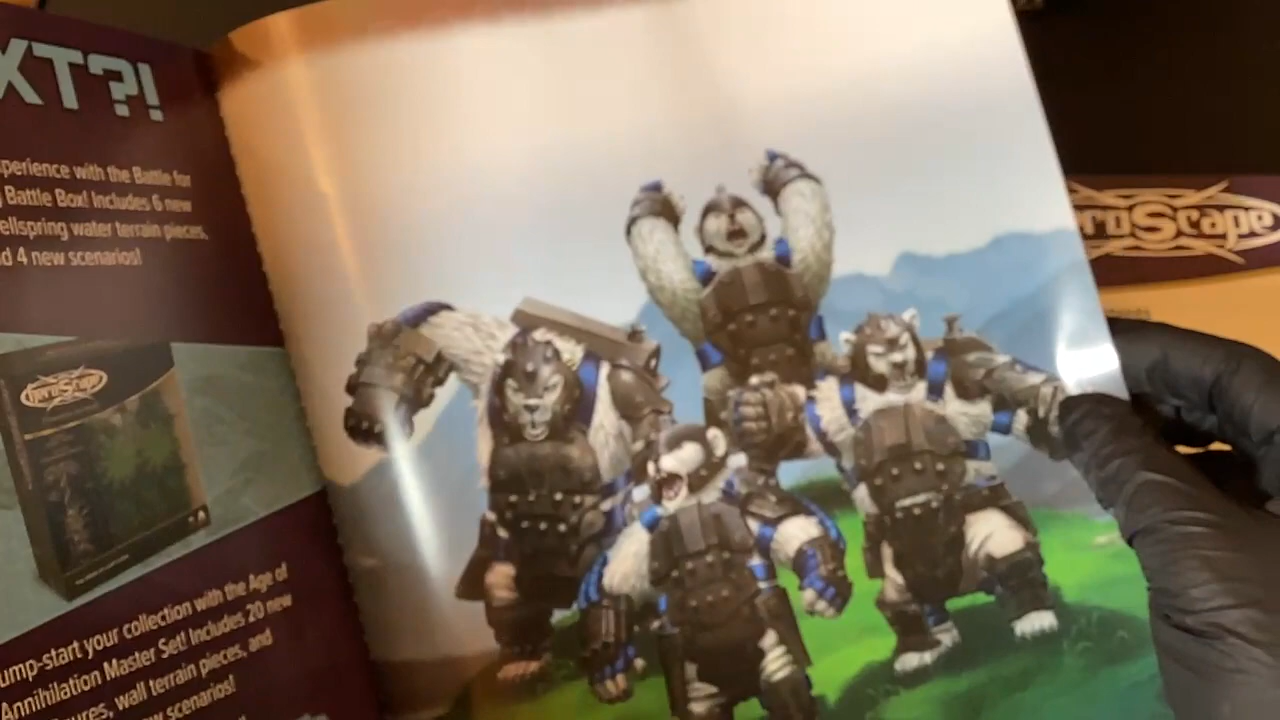 XT?!
perience with the Battle for
Battle Box! Includes 6 new
ellspring water terrain pieces,
d 4 new scenarios!
HeroScape
ump-start your collection with the Age of
Annihilation Master Set! Includes 20 new
ures, wall terrain pieces, and
w scenarios!
roScape